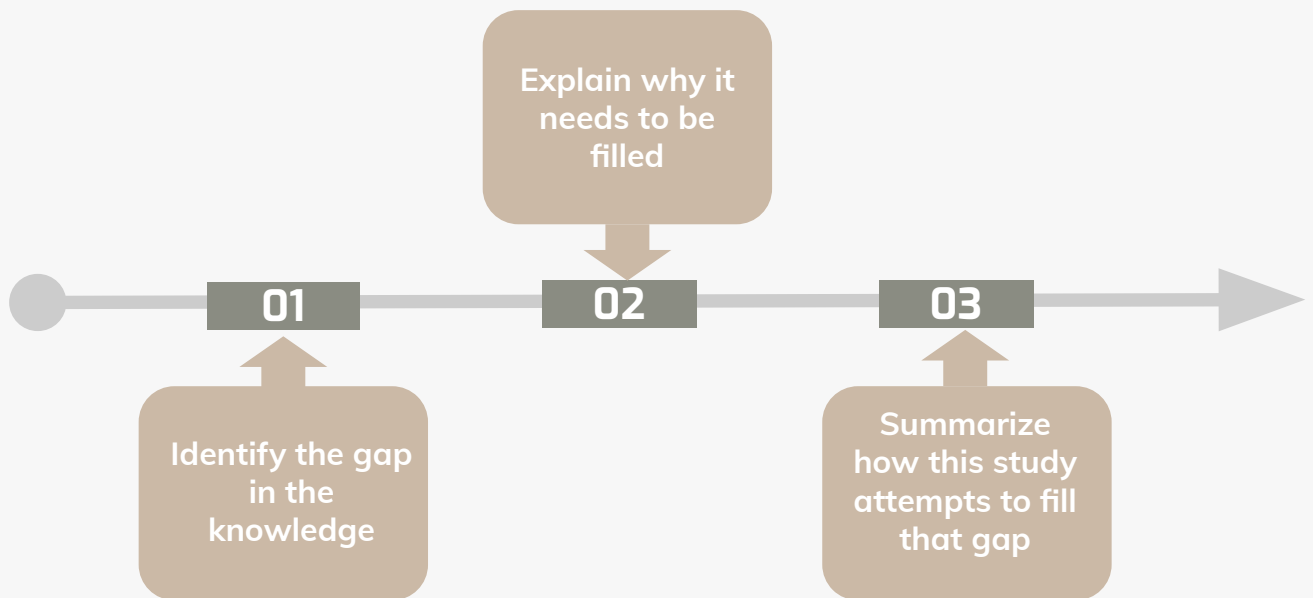 01
Identify the gap
in the
knowledge
02
Explain why it
needs to be
filled
03
Summarize
how this study
attempts to fill
that gap